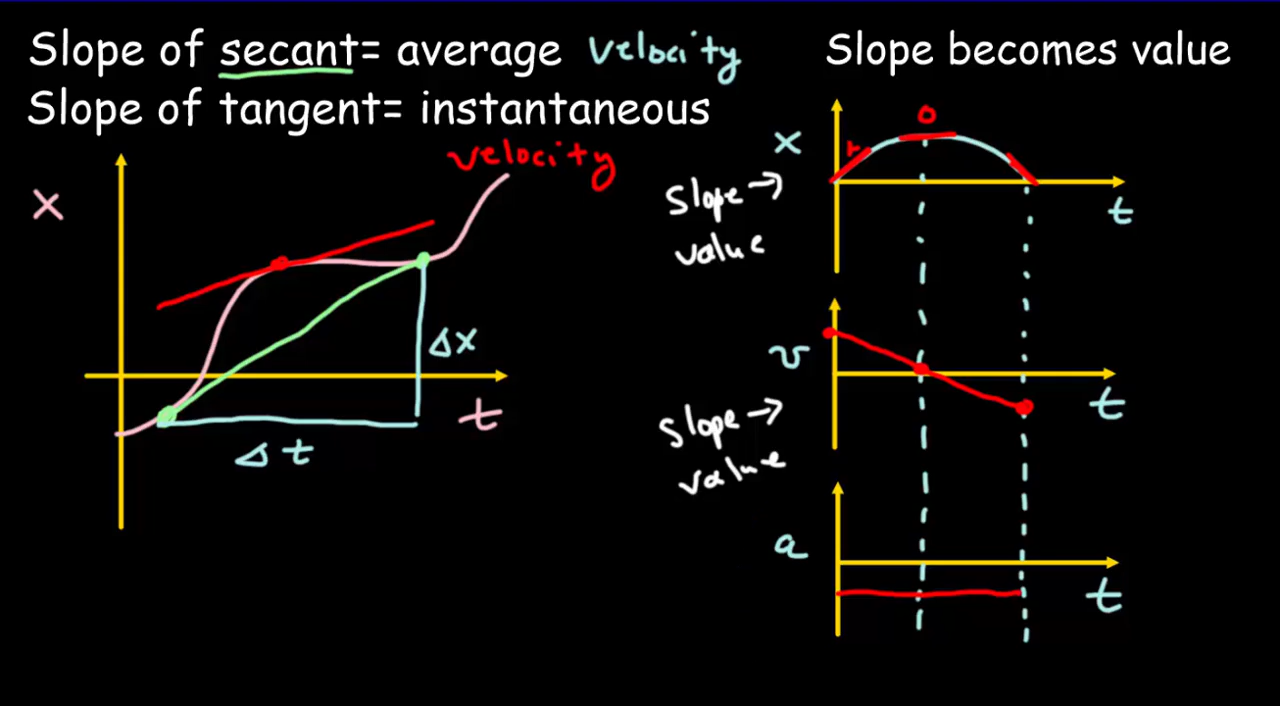 Slope of secant= average velocity
Slope of tangent= instantaneous
velocity
x
Δx
t
Δt
Slope becomes value
0
+
x
t
slope →
value
v
t
slope →
value
a
t